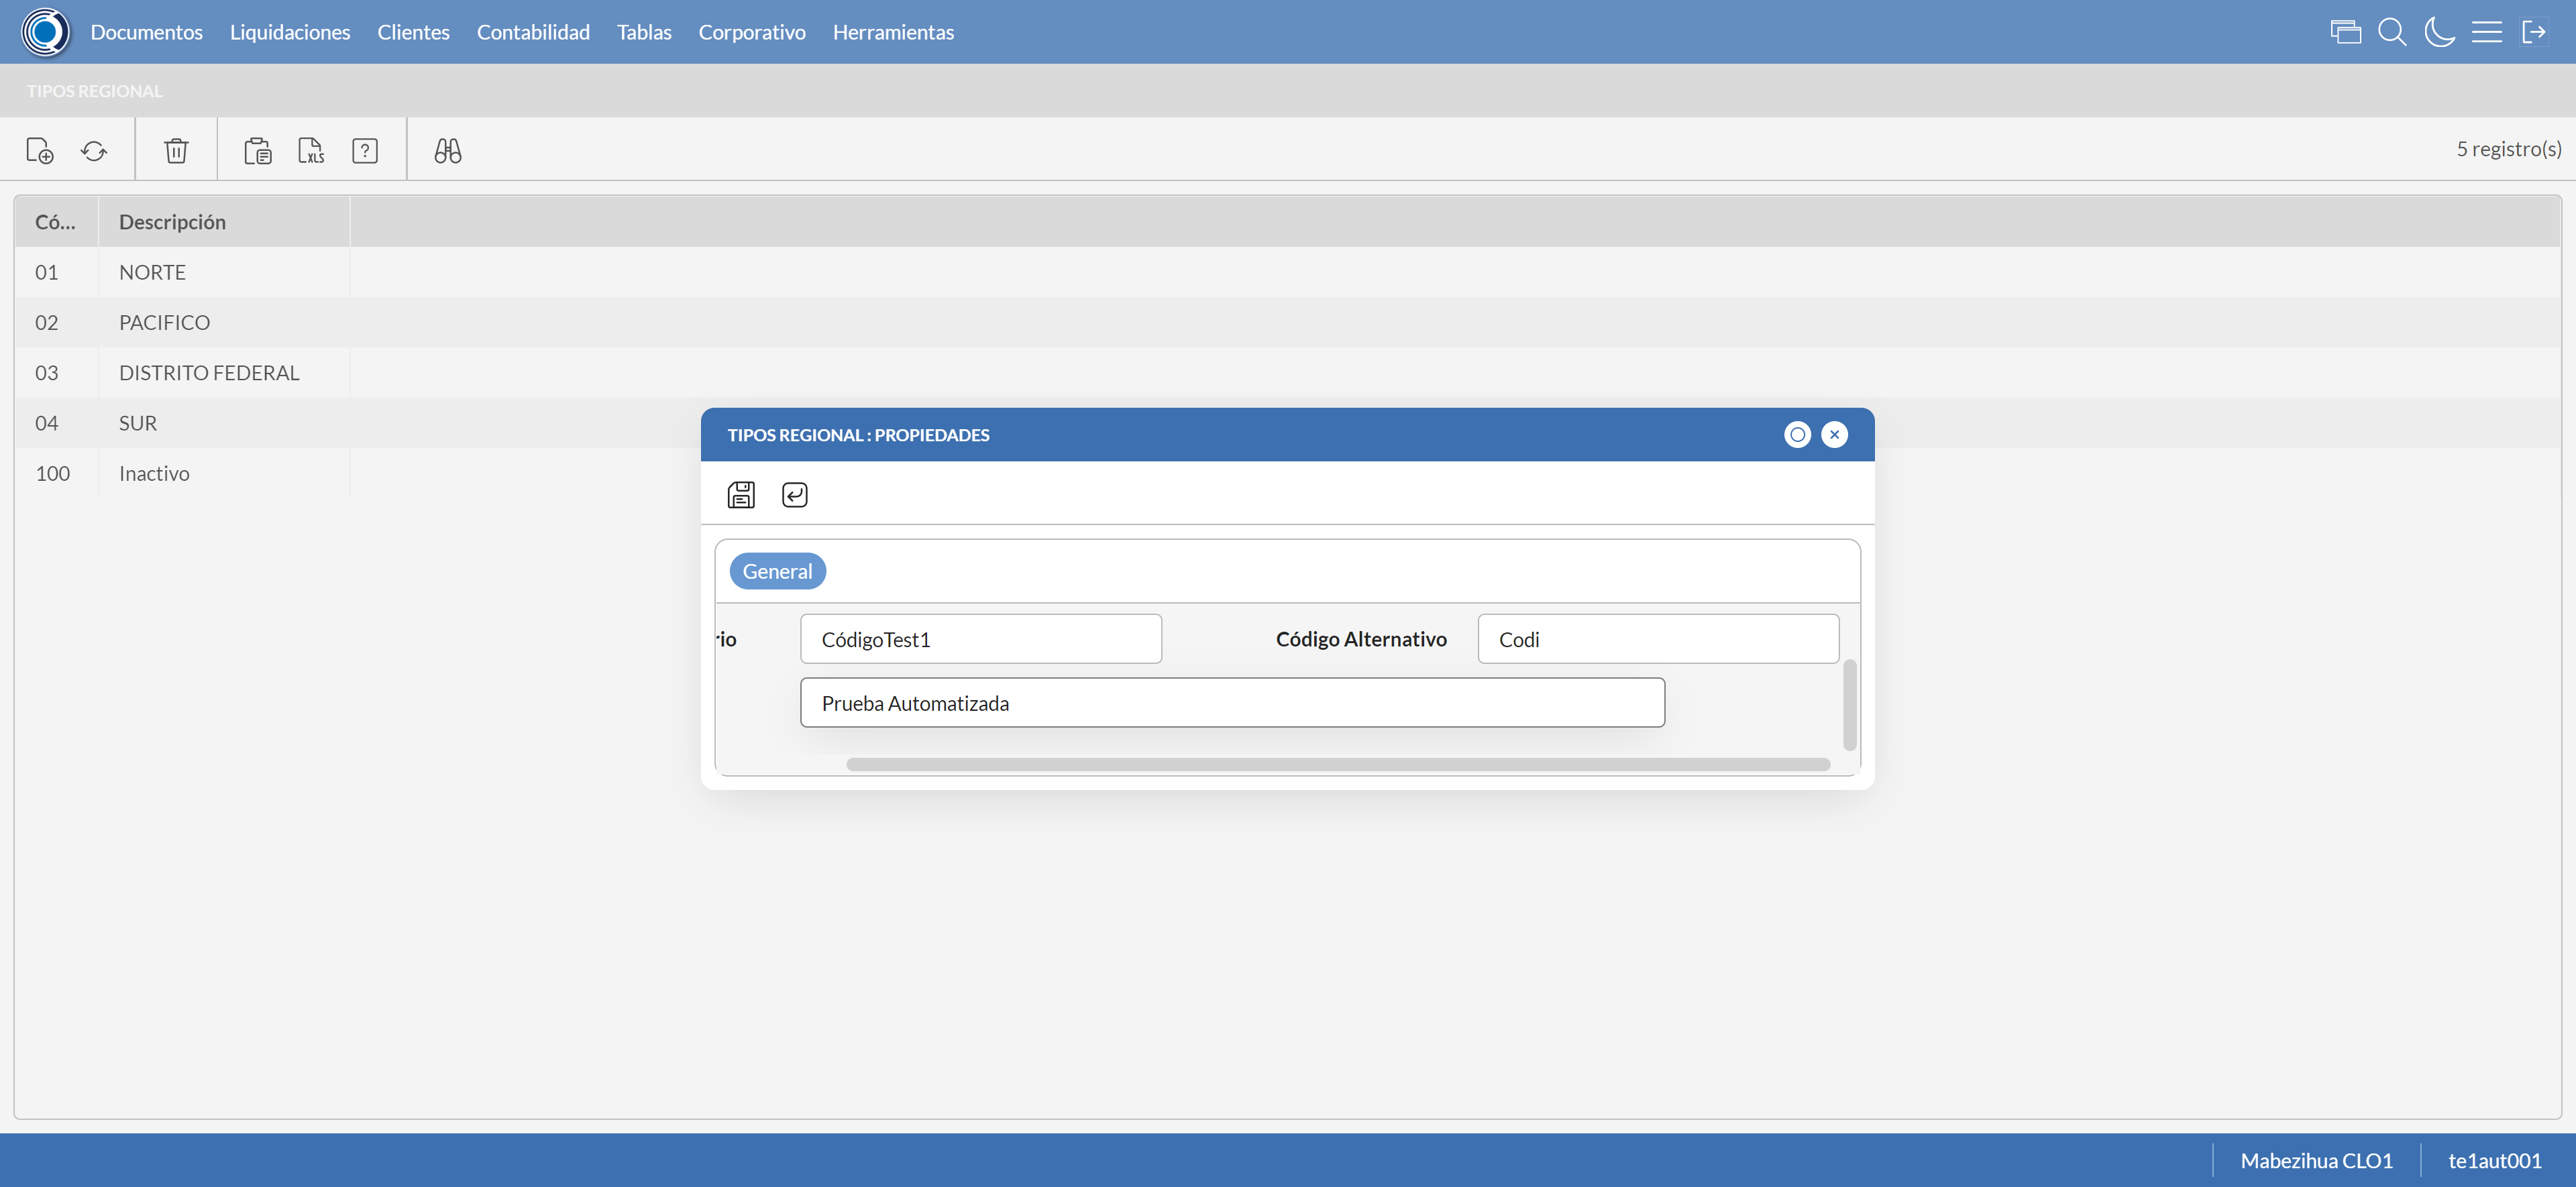 Documentos Liquidaciones Clientes Contabilidad Tablas Corporativo Herramientas
TIPOS REGIONAL
XLS ? 5 registro(s)
Có... Descripción
01 NORTE
02 PACIFICO
03 DISTRITO FEDERAL
04 SUR
100 Inactivo
TIPOS REGIONAL : PROPIEDADES
General
rio CódigoTest1 Código Alternativo Codi
Prueba Automatizada
Mabezihua CLO1 te1aut001